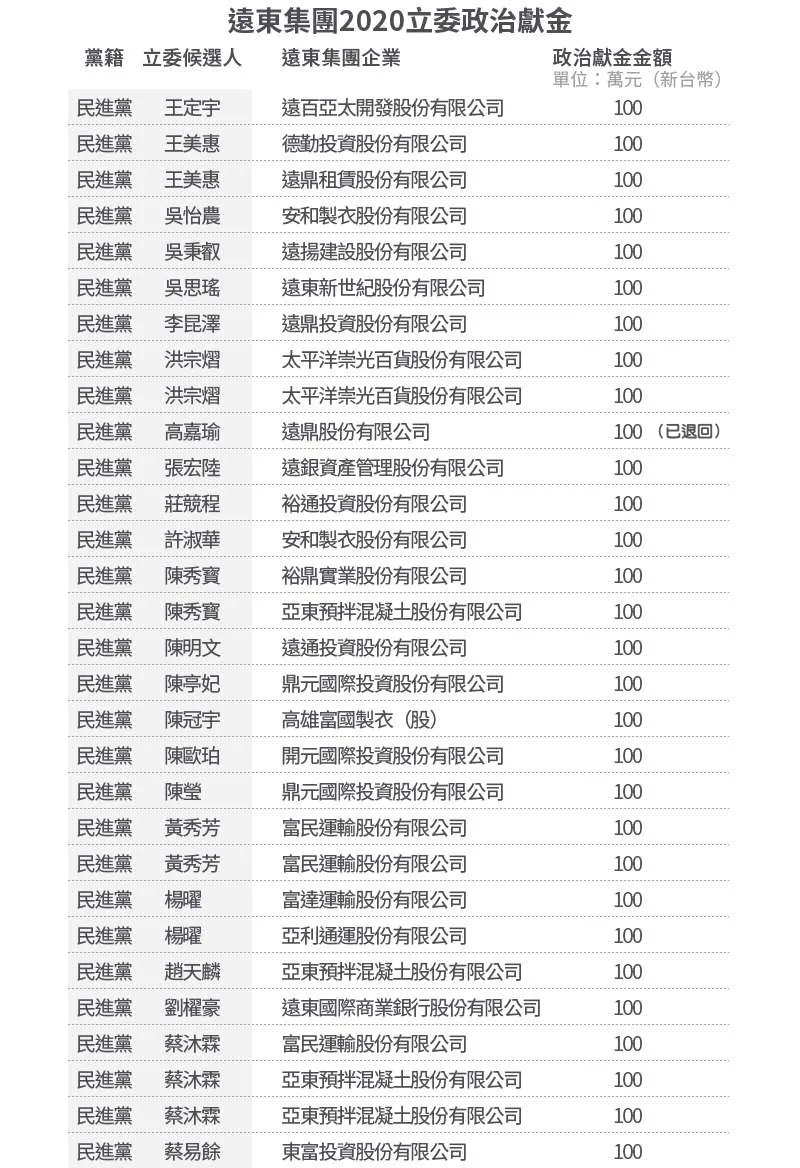 遠東集團2020立委政治獻金
黨籍 立委候選人 遠東集團企業 政治獻金金額
單位：萬元（新台幣）
民進黨 王定宇 遠百亞太開發股份有限公司 100
民進黨 王美惠 德勤投資股份有限公司 100
民進黨 王美惠 遠鼎租賃股份有限公司 100
民進黨 吳怡農 安和製衣股份有限公司 100
民進黨 吳秉叡 遠揚建設股份有限公司 100
民進黨 吳思瑤 遠東新世紀股份有限公司 100
民進黨 李昆澤 遠鼎投資股份有限公司 100
民進黨 洪宗熠 太平洋崇光百貨股份有限公司 100
民進黨 洪宗熠 太平洋崇光百貨股份有限公司 100
民進黨 高嘉瑜 遠鼎股份有限公司 100 （已退回）
民進黨 張宏陸 遠銀資產管理股份有限公司 100
民進黨 莊競程 裕通投資股份有限公司 100
民進黨 許淑華 安和製衣股份有限公司 100
民進黨 陳秀寳 裕鼎實業股份有限公司 100
民進黨 陳秀寳 亞東預拌混凝土股份有限公司 100
民進黨 陳明文 遠通投資股份有限公司 100
民進黨 陳亭妃 鼎元國際投資股份有限公司 100
民進黨 陳冠宇 高雄富國製衣（股） 100
民進黨 陳歐珀 開元國際投資股份有限公司 100
民進黨 陳瑩 鼎元國際投資股份有限公司 100
民進黨 黃秀芳 富民運輸股份有限公司 100
民進黨 黃秀芳 富民運輸股份有限公司 100
民進黨 楊曜 富達運輸股份有限公司 100
民進黨 楊曜 亞利通運股份有限公司 100
民進黨 趙天麟 亞東預拌混凝土股份有限公司 100
民進黨 劉櫂豪 遠東國際商業銀行股份有限公司 100
民進黨 蔡沐霖 富民運輸股份有限公司 100
民進黨 蔡沐霖 亞東預拌混凝土股份有限公司 100
民進黨 蔡沐霖 亞東預拌混凝土股份有限公司 100
民進黨 蔡易餘 東富投資股份有限公司 100